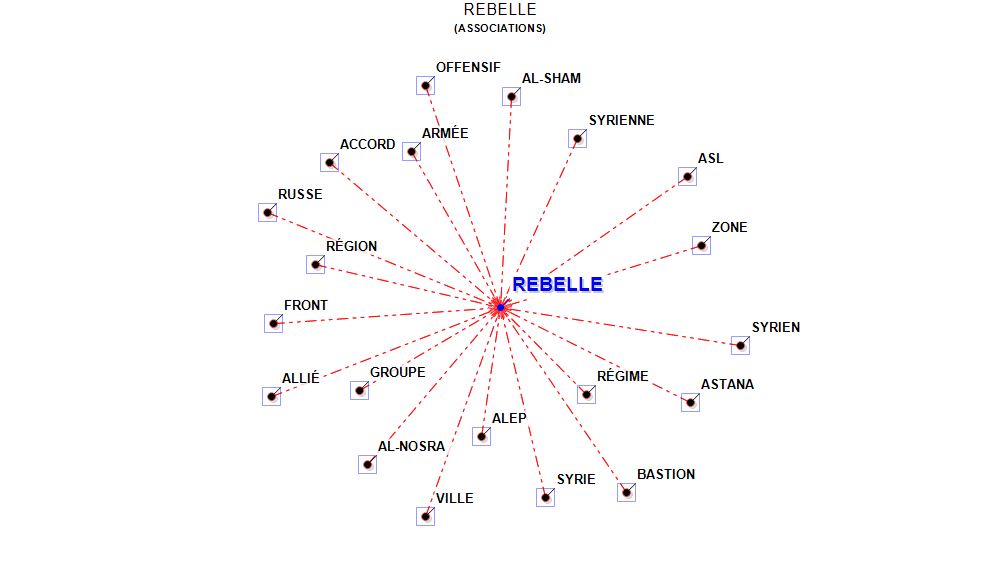 REBELLE
(ASSOCIATIONS)
OFFENSIF
AL-SHAM
SYRIENNE
ARMÉE
ACCORD
ASL
RUSSE
ZONE
RÉGION
REBELLE
FRONT
SYRIEN
GROUPE
RÉGIME
ALLIÉ
ASTANA
ALEP
AL-NOSRA
BASTION
SYRIE
VILLE